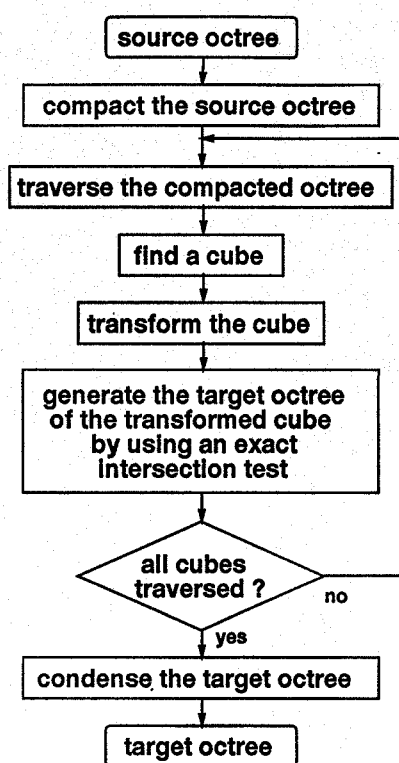 source octree
compact the source octree
traverse the compacted octree
find a cube
transform the cube
generate the target octree
of the transformed cube
by using an exact
intersection test
all cubes
traversed ?
no
yes
condense the target octree
target octree